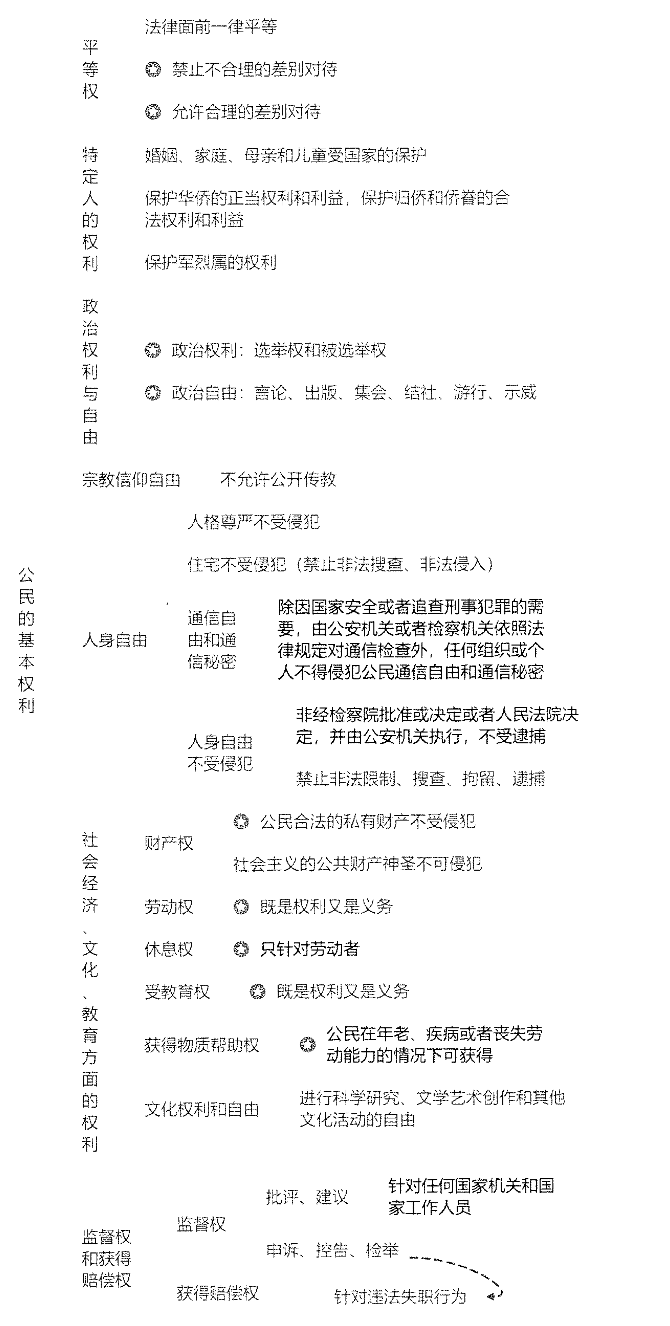 公民的基本权利
平等权
法律面前一律平等
禁止不合理的差别对待
允许合理的差别对待
特定人的权利
婚姻、家庭、母亲和儿童受国家的保护
保护华侨的正当权利和利益，保护归侨和侨眷的合
法权利和利益
保护军烈属的权利
政治权利与自由
政治权利：选举权和被选举权
政治自由：言论、出版、集会、结社、游行、示威
宗教信仰自由
不允许公开传教
人身自由
人格尊严不受侵犯
住宅不受侵犯（禁止非法搜查、非法侵入）
通信自
由和通
信秘密
除因国家安全或者追查刑事犯罪的需
要，由公安机关或者检察机关依照法
律规定对通信检查外，任何组织或个
人不得侵犯公民通信自由和通信秘密
人身自由
不受侵犯
非经检察院批准或决定或者人民法院决
定，并由公安机关执行，不受逮捕
禁止非法限制、搜查、拘留、逮捕
社会经济、文化、教育方面的权利
财产权
公民合法的私有财产不受侵犯
社会主义的公共财产神圣不可侵犯
劳动权
既是权利又是义务
休息权
只针对劳动者
受教育权
既是权利又是义务
获得物质帮助权
公民在年老、疾病或者丧失劳
动能力的情况下可获得
文化权利和自由
进行科学研究、文学艺术创作和其他
文化活动的自由
监督权
和获得
赔偿权
监督权
批评、建议
针对任何国家机关和国
家工作人员
申诉、控告、检举
获得赔偿权
针对违法失职行为